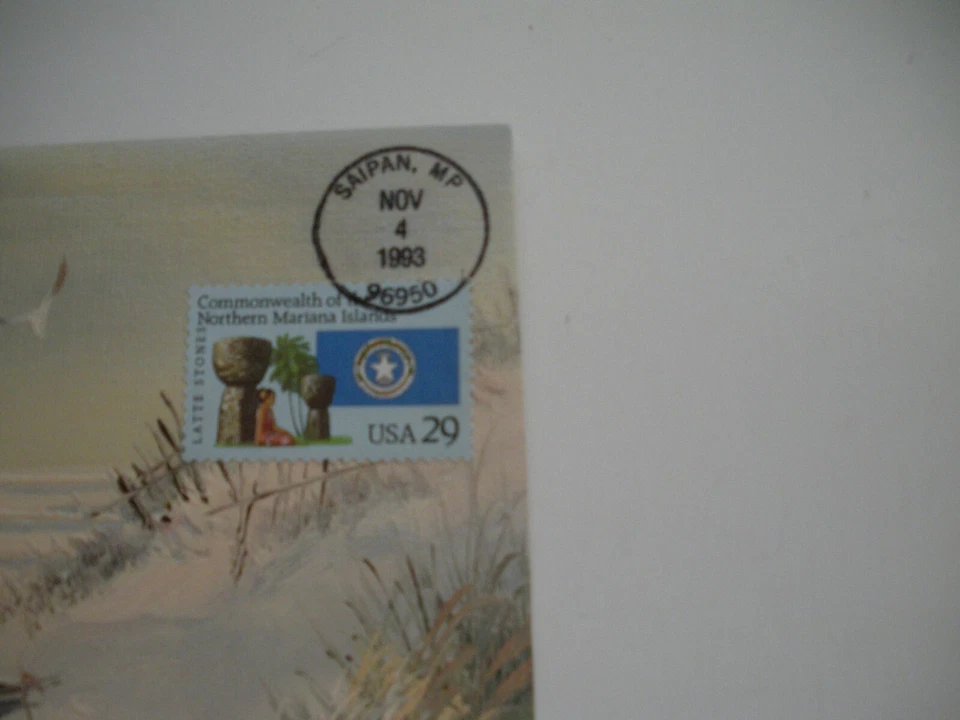 SAIPAN, MP
NOV
4
1993
96950
Commonwealth of
Northern Mariana Islands
LATTE STONES
USA 29